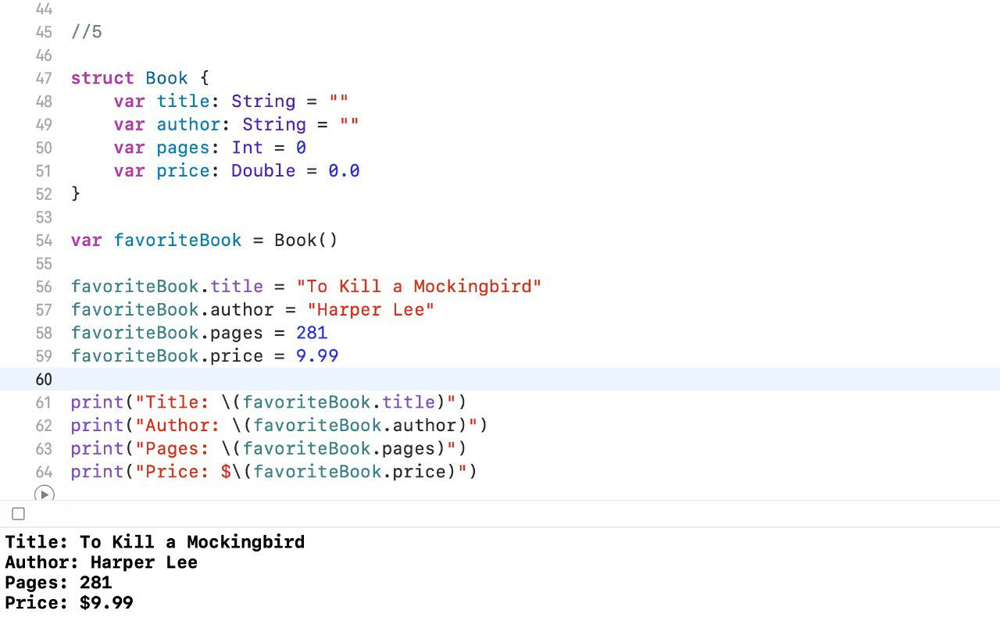 44
45 //5
46
47 struct Book {
48     var title: String = ""
49     var author: String = ""
50     var pages: Int = 0
51     var price: Double = 0.0
52 }
53
54 var favoriteBook = Book()
55
56 favoriteBook.title = "To Kill a Mockingbird"
57 favoriteBook.author = "Harper Lee"
58 favoriteBook.pages = 281
59 favoriteBook.price = 9.99
60
61 print("Title: \(favoriteBook.title)")
62 print("Author: \(favoriteBook.author)")
63 print("Pages: \(favoriteBook.pages)")
64 print("Price: $\(favoriteBook.price)")
Title: To Kill a Mockingbird
Author: Harper Lee
Pages: 281
Price: $9.99